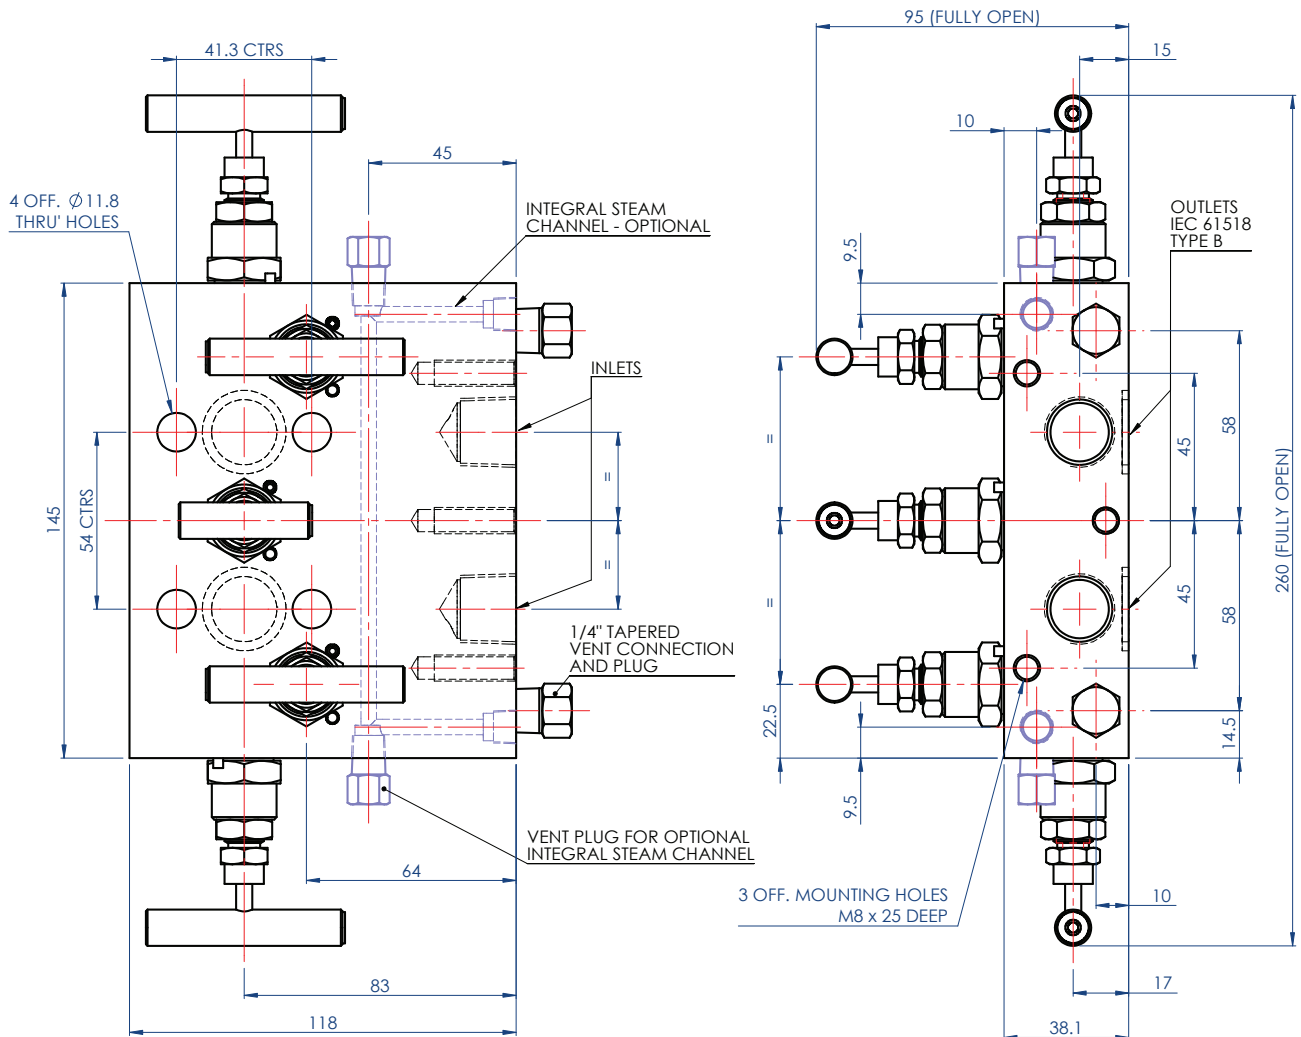 41.3 CTRS
95 (FULLY OPEN)
15
10
45
4 OFF. Ø11.8
THRU' HOLES
INTEGRAL STEAM
CHANNEL - OPTIONAL
OUTLETS
IEC 61518
TYPE B
9.5
INLETS
=
=
145
54 CTRS
=
=
45
45
58
58
260 (FULLY OPEN)
1/4" TAPERED
VENT CONNECTION
AND PLUG
22.5
9.5
14.5
VENT PLUG FOR OPTIONAL
INTEGRAL STEAM CHANNEL
64
3 OFF. MOUNTING HOLES
M8 x 25 DEEP
10
83
17
118
38.1